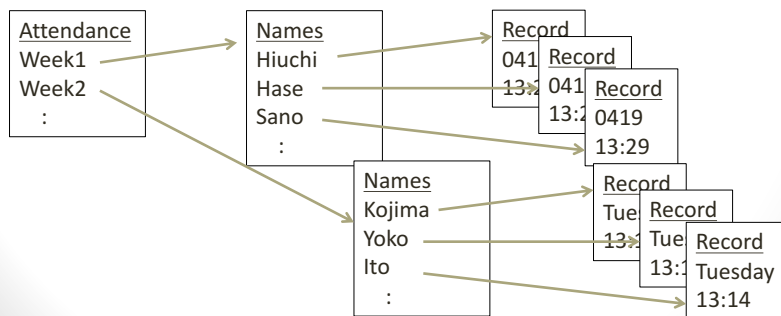 Attendance
Week1
Week2
:
Names
Hiuchi
Hase
Sano
:
Record
Record
Record
0419
13:29
Names
Kojima
Yoko
Ito
:
Record
Record
Record
Tuesday
13:14